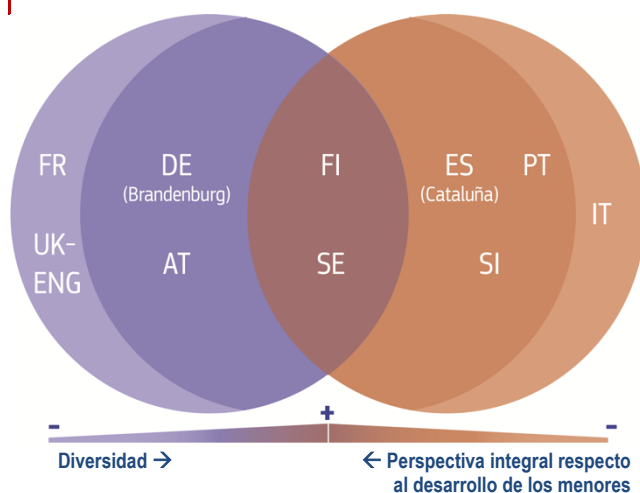 FR
DE
(Brandenburg)
FI
ES
(Cataluña)
PT
IT
UK-
ENG
AT
SE
SI
- + -
Diversidad →
← Perspectiva integral respecto
al desarrollo de los menores